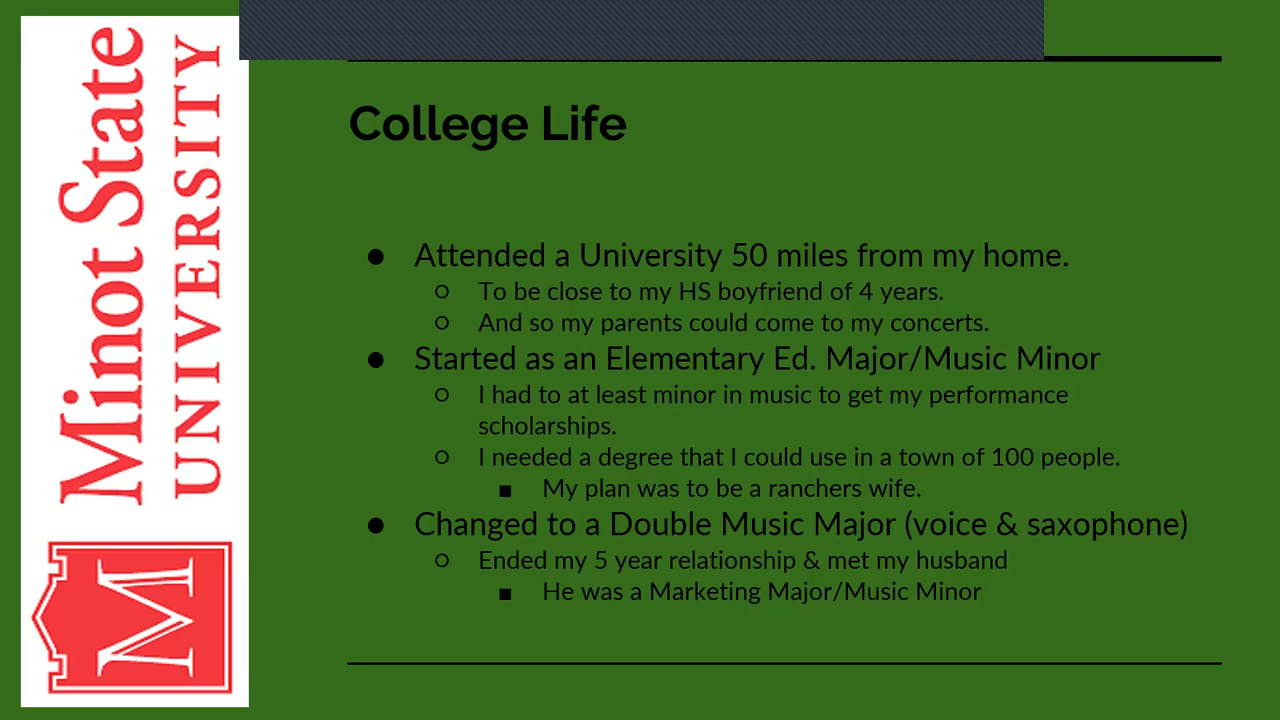 Minot State
UNIVERSITY
M
College Life
● Attended a University 50 miles from my home.
○ To be close to my HS boyfriend of 4 years.
○ And so my parents could come to my concerts.
● Started as an Elementary Ed. Major/Music Minor
○ I had to at least minor in music to get my performance
scholarships.
○ I needed a degree that I could use in a town of 100 people.
■ My plan was to be a ranchers wife.
● Changed to a Double Music Major (voice & saxophone)
○ Ended my 5 year relationship & met my husband
■ He was a Marketing Major/Music Minor